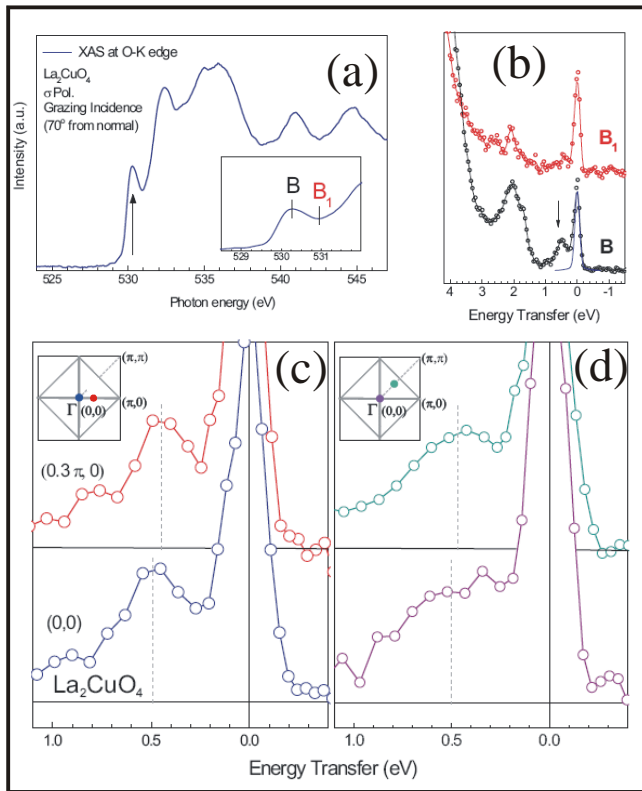 XAS at O-K edge
(a)
La₂CuO₄
σ Pol.
Grazing Incidence
(70° from normal)
Intensity (a.u.)
B
B₁
529 530 531
525 530 535 540 545
Photon energy (eV)
(b)
B₁
B
4 3 2 1 0 -1
Energy Transfer (eV)
(c)
(π,π)
(π,0)
Γ (0,0)
(0.3 π, 0)
(0,0)
La₂CuO₄
1.0 0.5 0.0
(d)
(π,π)
(π,0)
Γ (0,0)
1.0 0.5 0.0
Energy Transfer (eV)